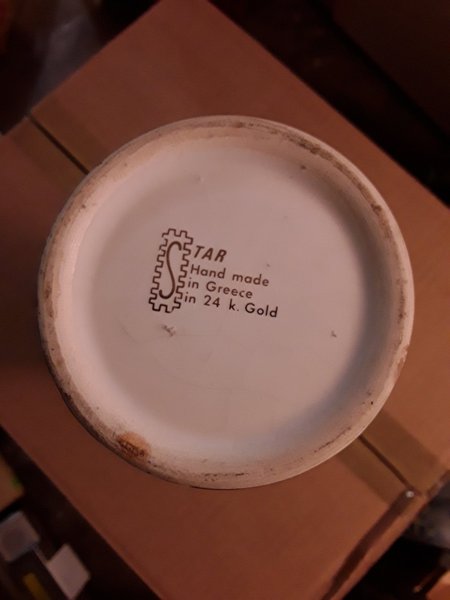 STAR
Hand made
in Greece
in 24 k. Gold